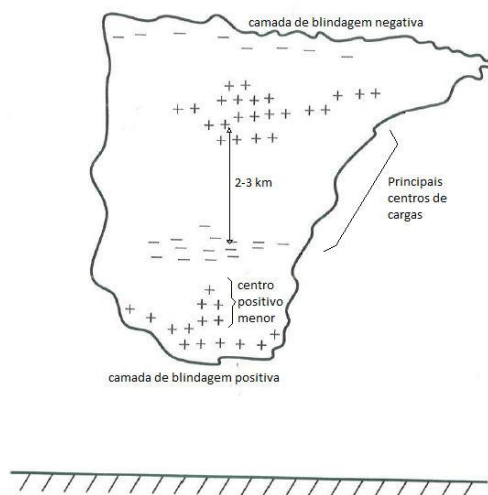 camada de blindagem negativa
2-3 km
Principais
centros de
cargas
centro
positivo
menor
camada de blindagem positiva